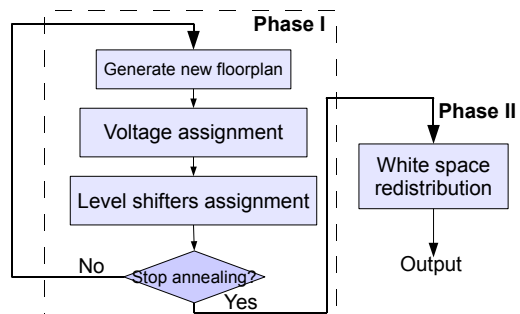 Phase I
Generate new floorplan
Voltage assignment
Level shifters assignment
Stop annealing?
No
Yes
Phase II
White space
redistribution
Output